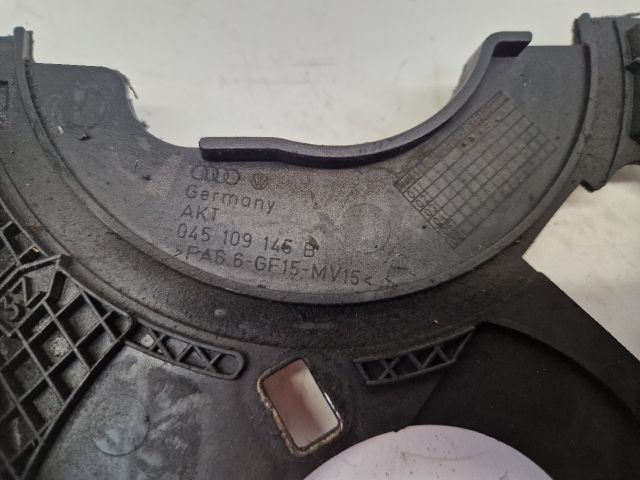 Germany
AKT
045 109 145 B
>PA6.6-GF15-MV15<